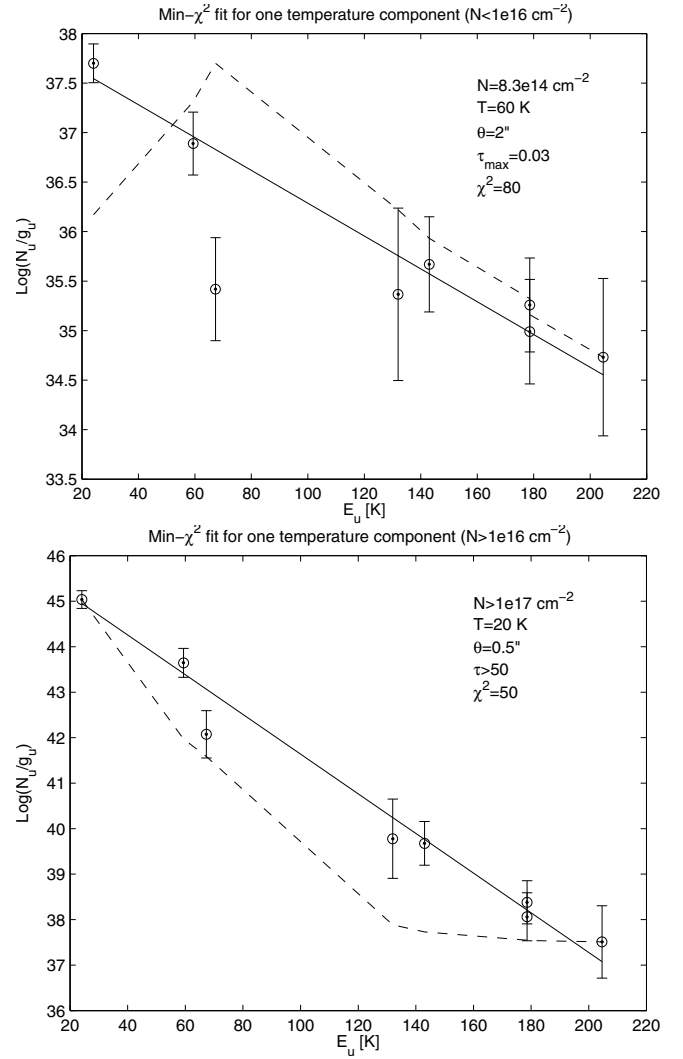 Min−χ² fit for one temperature component (N<1e16 cm⁻²)
38
37.5
37
36.5
36
35.5
35
34.5
34
33.5
Log(N_u/g_u)
N=8.3e14 cm⁻²
T=60 K
θ=2"
τ_max=0.03
χ²=80
20 40 60 80 100 120 140 160 180 200 220
E_u [K]
Min−χ² fit for one temperature component (N>1e16 cm⁻²)
46
45
44
43
42
41
40
39
38
37
36
Log(N_u/g_u)
N>1e17 cm⁻²
T=20 K
θ=0.5"
τ>50
χ²=50
20 40 60 80 100 120 140 160 180 200 220
E_u [K]